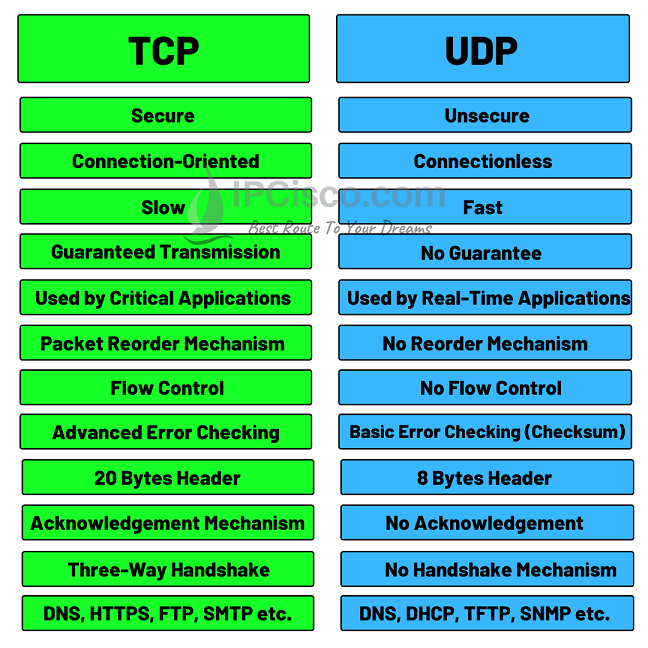 TCP UDP
Secure Unsecure
Connection-Oriented Connectionless
IPCisco.com
Slow Fast
Best Route To Your Dreams
Guaranteed Transmission No Guarantee
Used by Critical Applications Used by Real-Time Applications
Packet Reorder Mechanism No Reorder Mechanism
Flow Control No Flow Control
Advanced Error Checking Basic Error Checking (Checksum)
20 Bytes Header 8 Bytes Header
Acknowledgement Mechanism No Acknowledgement
Three-Way Handshake No Handshake Mechanism
DNS, HTTPS, FTP, SMTP etc. DNS, DHCP, TFTP, SNMP etc.